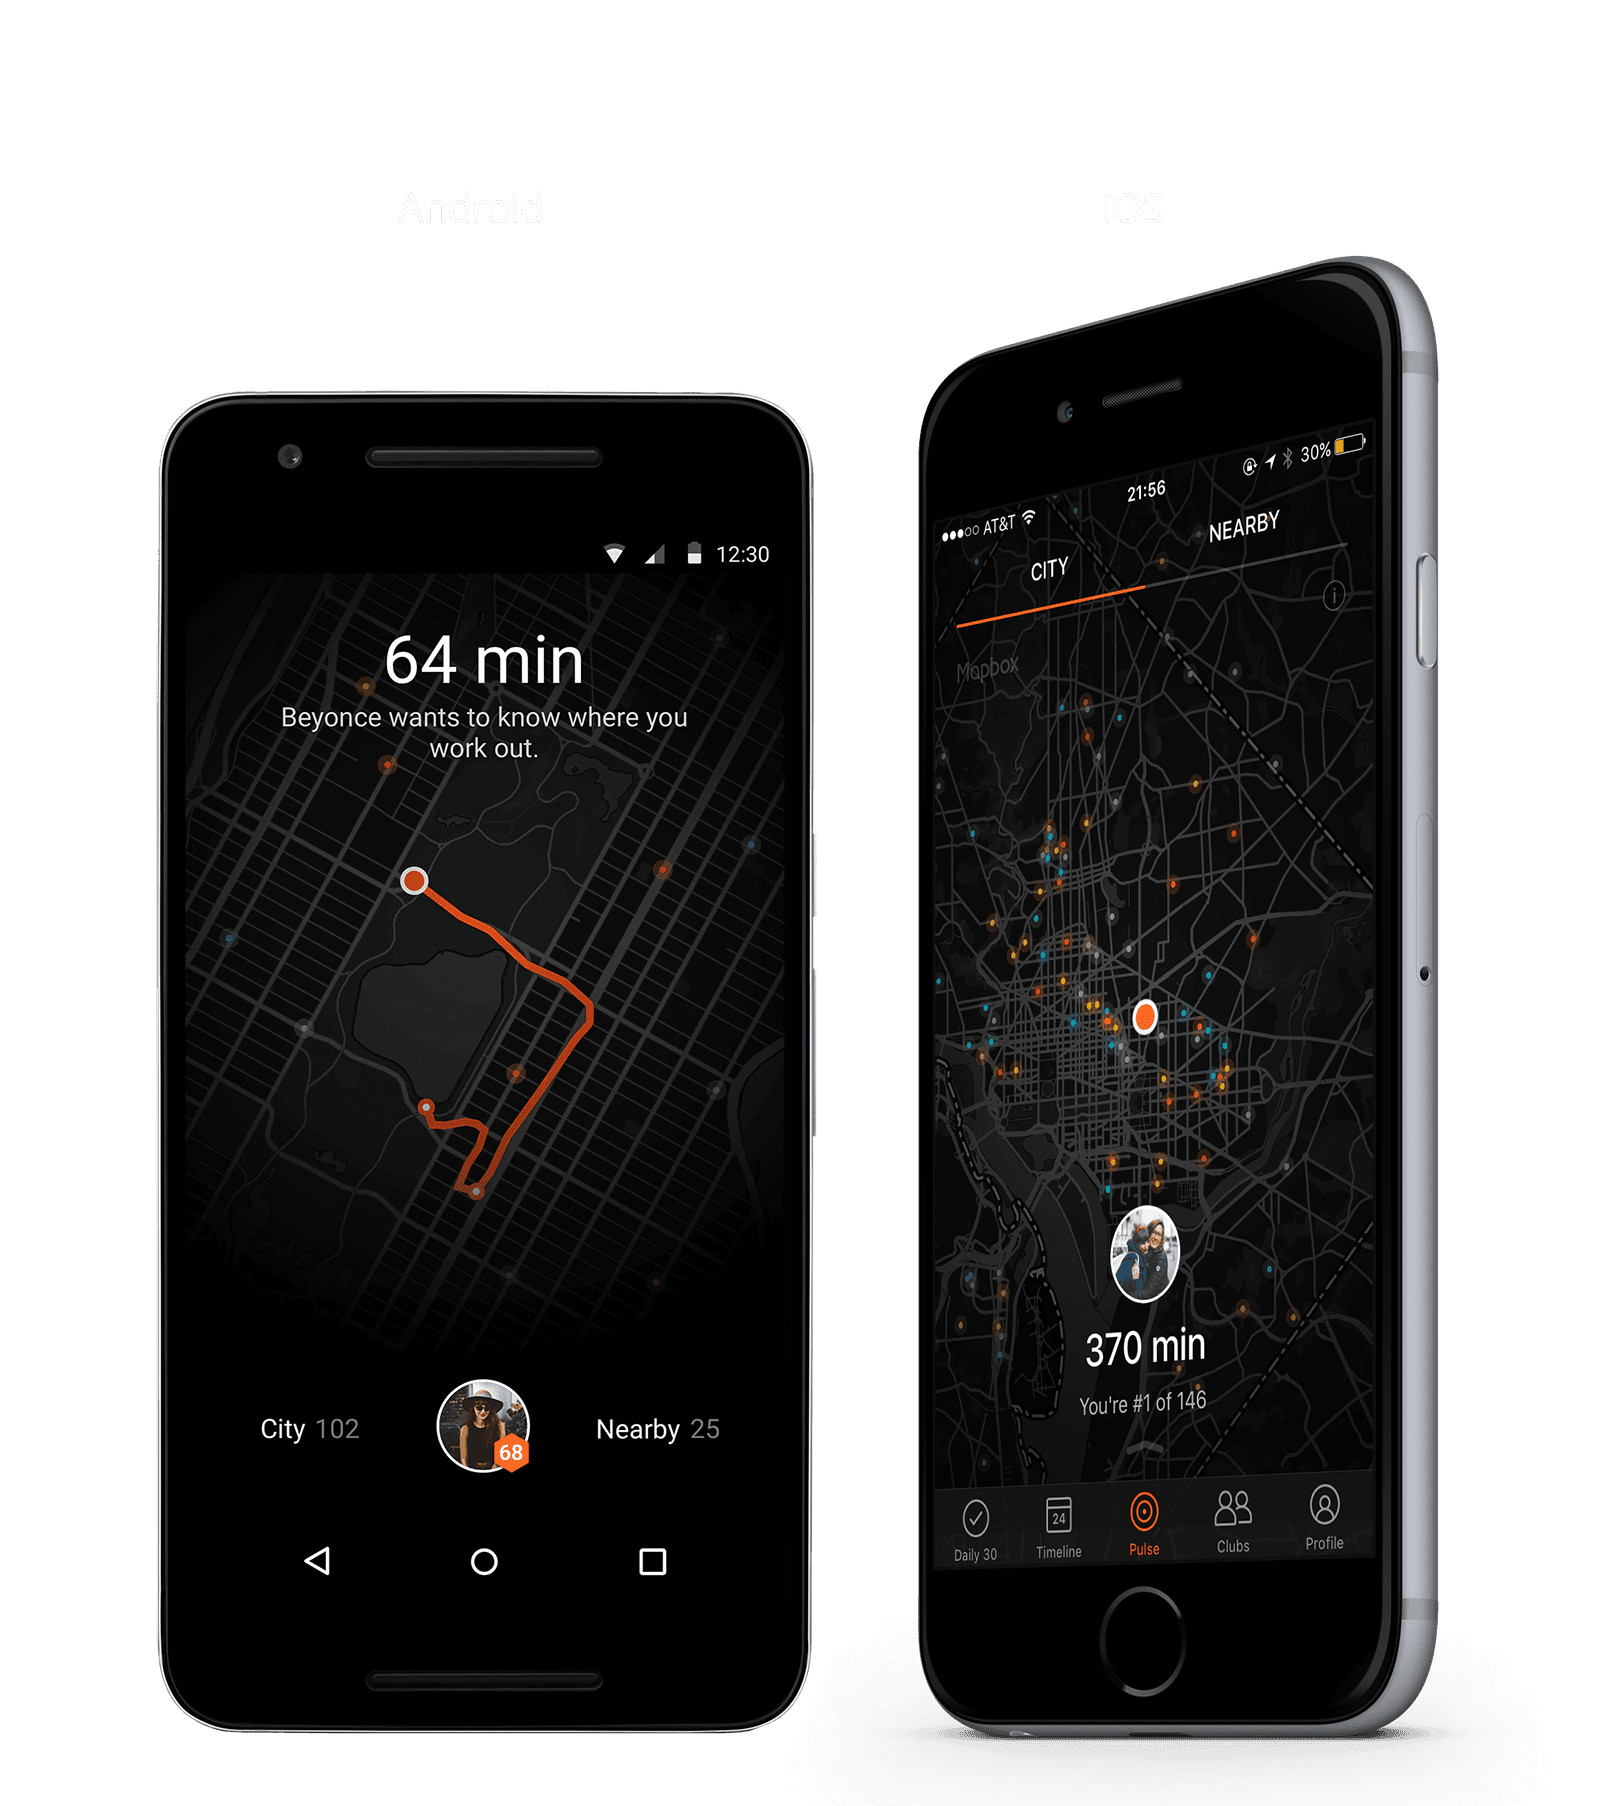 Android
iOS
12:30
64 min
Beyonce wants to know where you
work out.
City 102
68
Nearby 25
AT&T
21:56
30%
CITY
NEARBY
Mapbox
370 min
You're #1 of 146
Daily 30
24
Timeline
Pulse
Clubs
Profile